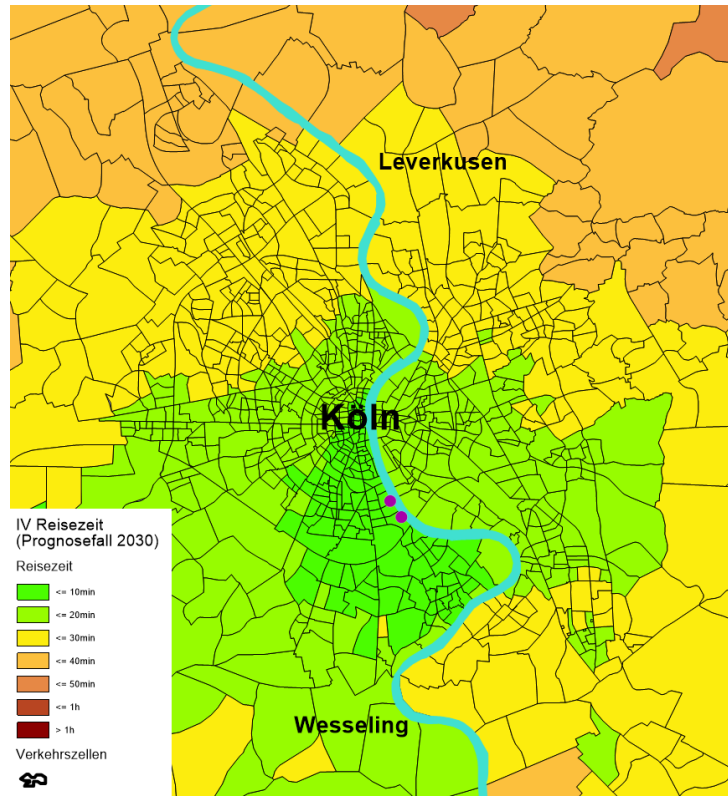 Leverkusen
Köln
Wesseling
IV Reisezeit
(Prognosefall 2030)
Reisezeit
<= 10min
<= 20min
<= 30min
<= 40min
<= 50min
<= 1h
> 1h
Verkehrszellen